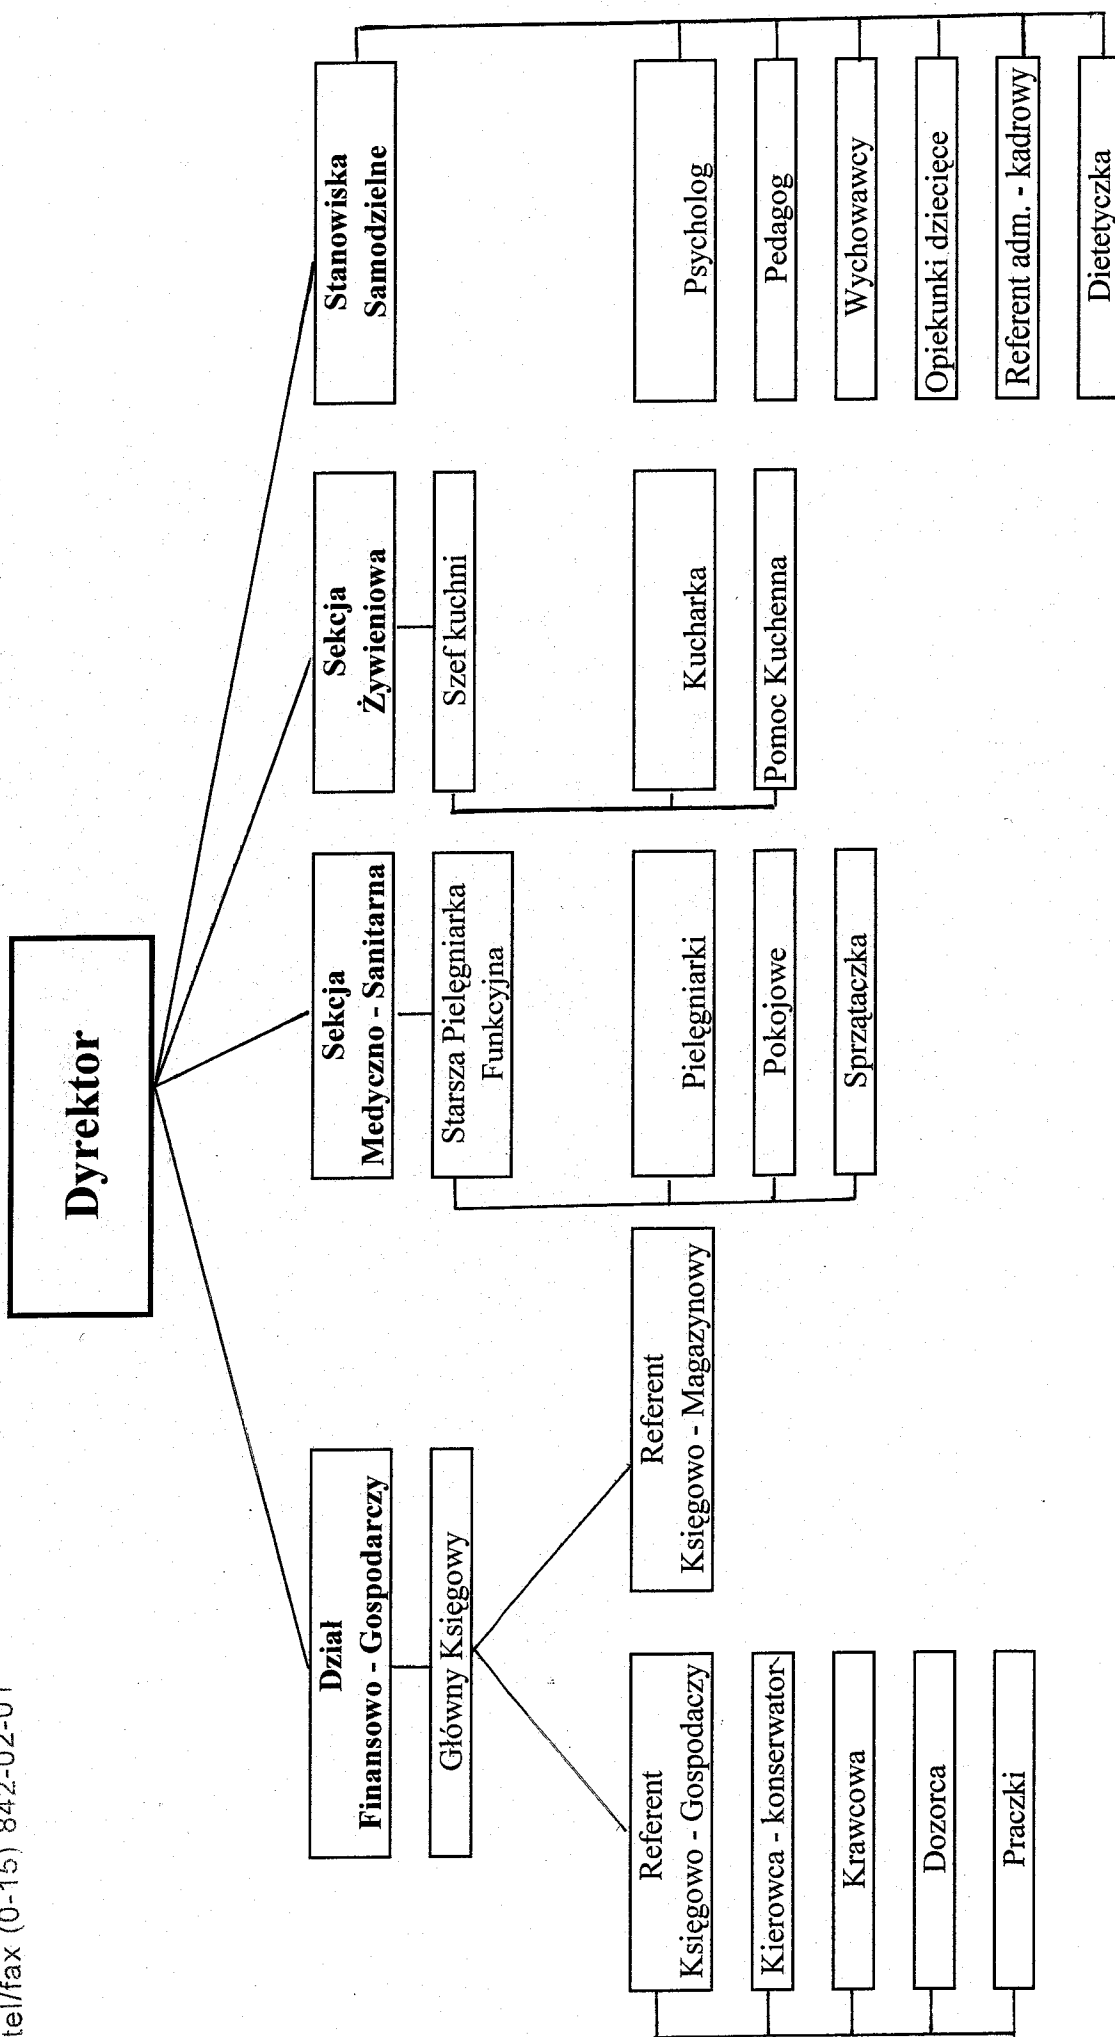 tel/fax (0-15) 842-02-01
Dyrektor
Dział
Finansowo - Gospodarczy
Główny Księgowy
Referent
Księgowo - Gospodaczy
Kierowca - konserwator
Krawcowa
Dozorca
Praczki
Referent
Księgowo - Magazynowy
Sekcja
Medyczno - Sanitarna
Starsza Pielęgniarka
Funkcyjna
Pielęgniarki
Pokojowe
Sprzątaczka
Sekcja
Żywieniowa
Szef kuchni
Kucharka
Pomoc Kuchenna
Stanowiska
Samodzielne
Psycholog
Pedagog
Wychowawcy
Opiekunki dziecięce
Referent adm. - kadrowy
Dietetyczka